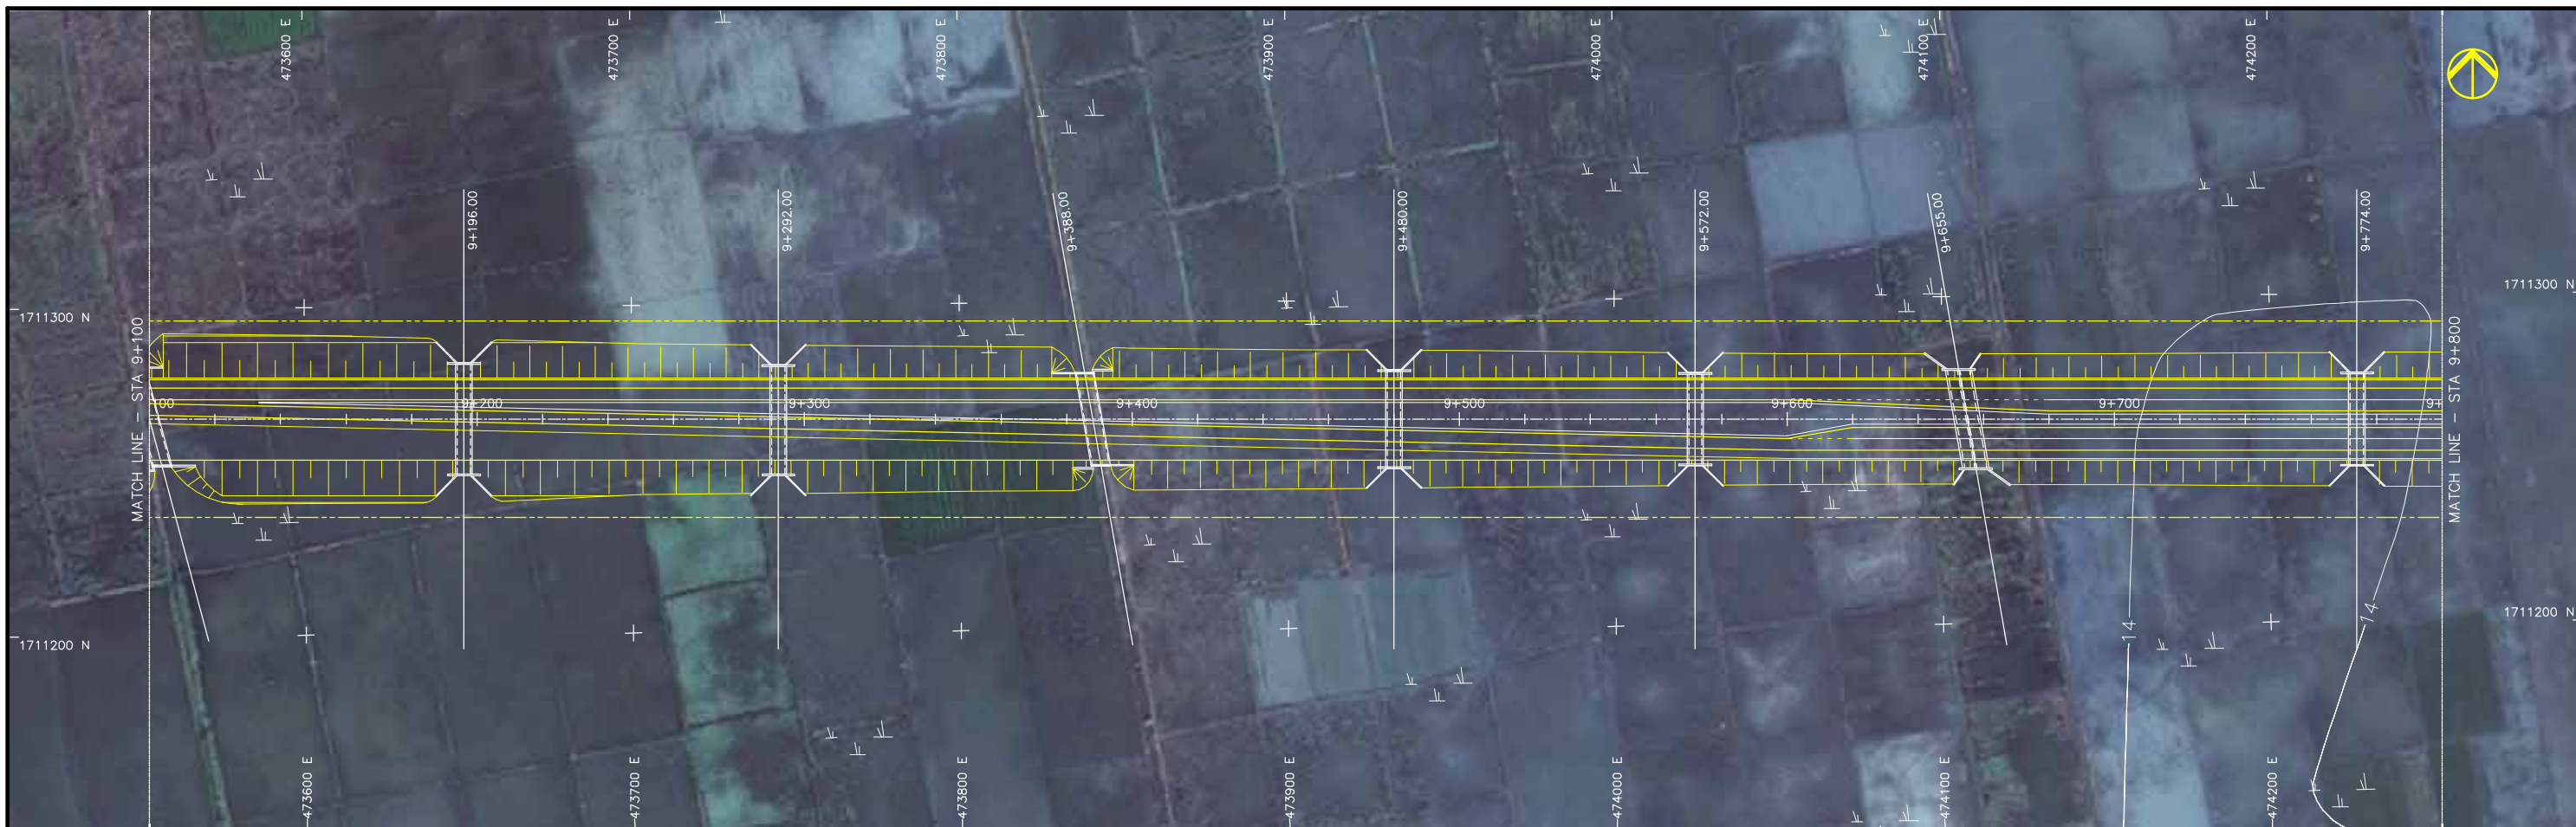 473600 E
473700 E
473800 E
473900 E
474000 E
474100 E
474200 E
9+196.00
9+292.00
9+388.00
9+480.00
9+572.00
9+655.00
9+774.00
1711300 N
1711300 N
MATCH LINE - STA 9+100
MATCH LINE - STA 9+800
00
9+200
9+300
9+400
9+500
9+600
9+700
9+
1711200 N
1711200 N
14
14
473600 E
473700 E
473800 E
473900 E
474000 E
474100 E
474200 E